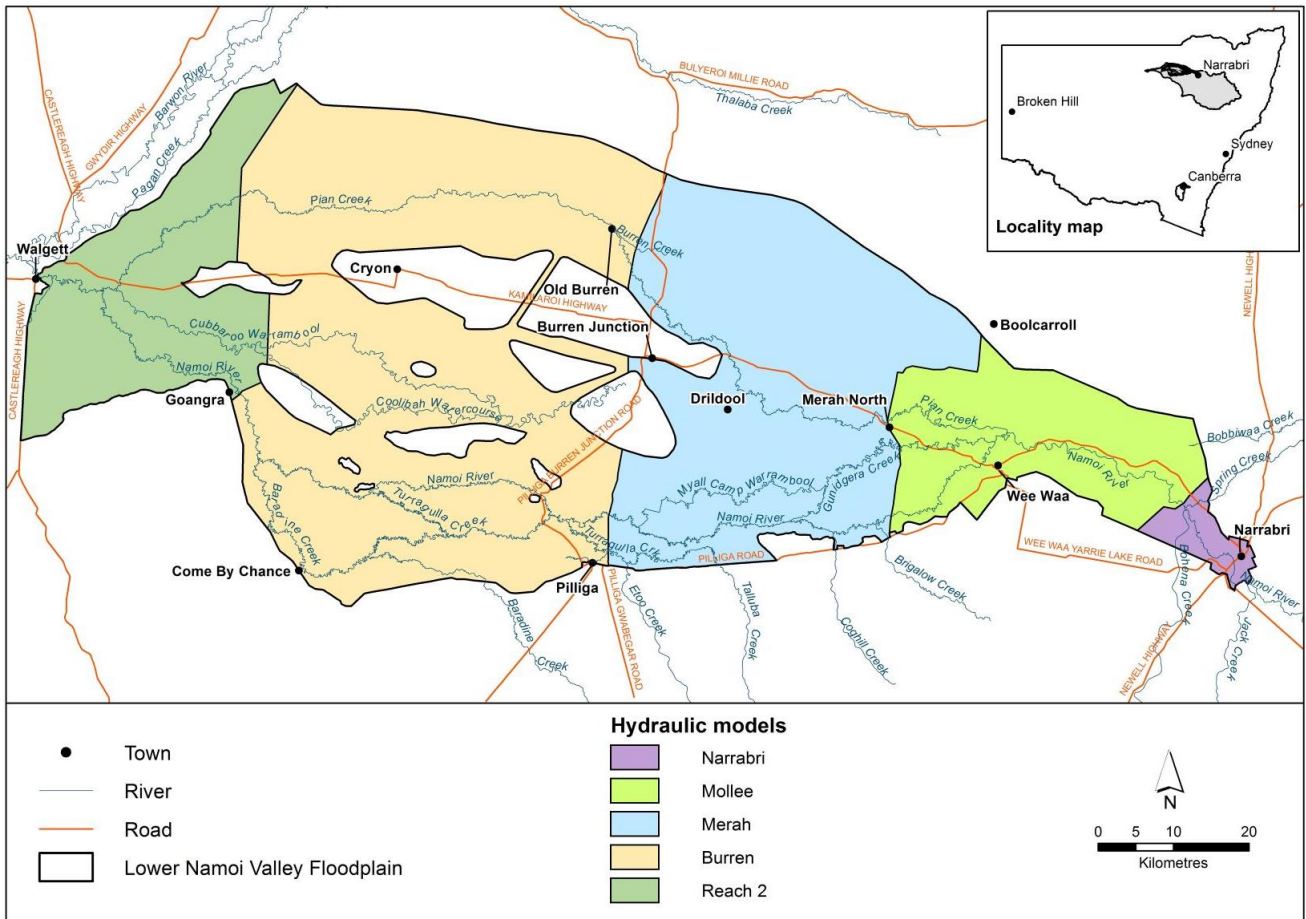 BULYEROI MILLIE ROAD
Thalaba Creek
CASTLEREAGH HIGHWAY
GWYDIR HIGHWAY
Barwon River
Pagan Creek
Narrabri
Broken Hill
Sydney
Canberra
Locality map
NEWELL HIGH
Walgett
Pian Creek
Burren Creek
Cryon
Old Burren
KAMILAROI HIGHWAY
Burren Junction
Boolcarroll
Cubbaroo Warrambool
Namoi River
CASTLEREAGH HIGHWAY
Goangra
Coolibah Watercourse
Drildool
Merah North
Pian Creek
Bobbiwaa Creek
Spring Creek
PILLIGA BURREN JUNCTION ROAD
Namoi River
Gunidgera Creek
Myall Camp Warrambool
Wee Waa
Namoi River
Turragulla Creek
Baradine Creek
Namoi River
Turragulla Crk
PILLIGA ROAD
WEE WAA YARRIE LAKE ROAD
Narrabri
Come By Chance
Pilliga
Brigalow Creek
Bohena Creek
Namoi River
Baradine
Creek
PILLIGA GWABEGAR ROAD
Etoo Creek
Talluba
Creek
Coghill Creek
NEWELL HIGHWAY
Jack Creek
Town
River
Road
Lower Namoi Valley Floodplain
Hydraulic models
Narrabri
Mollee
Merah
Burren
Reach 2
N
0 5 10 20
Kilometres